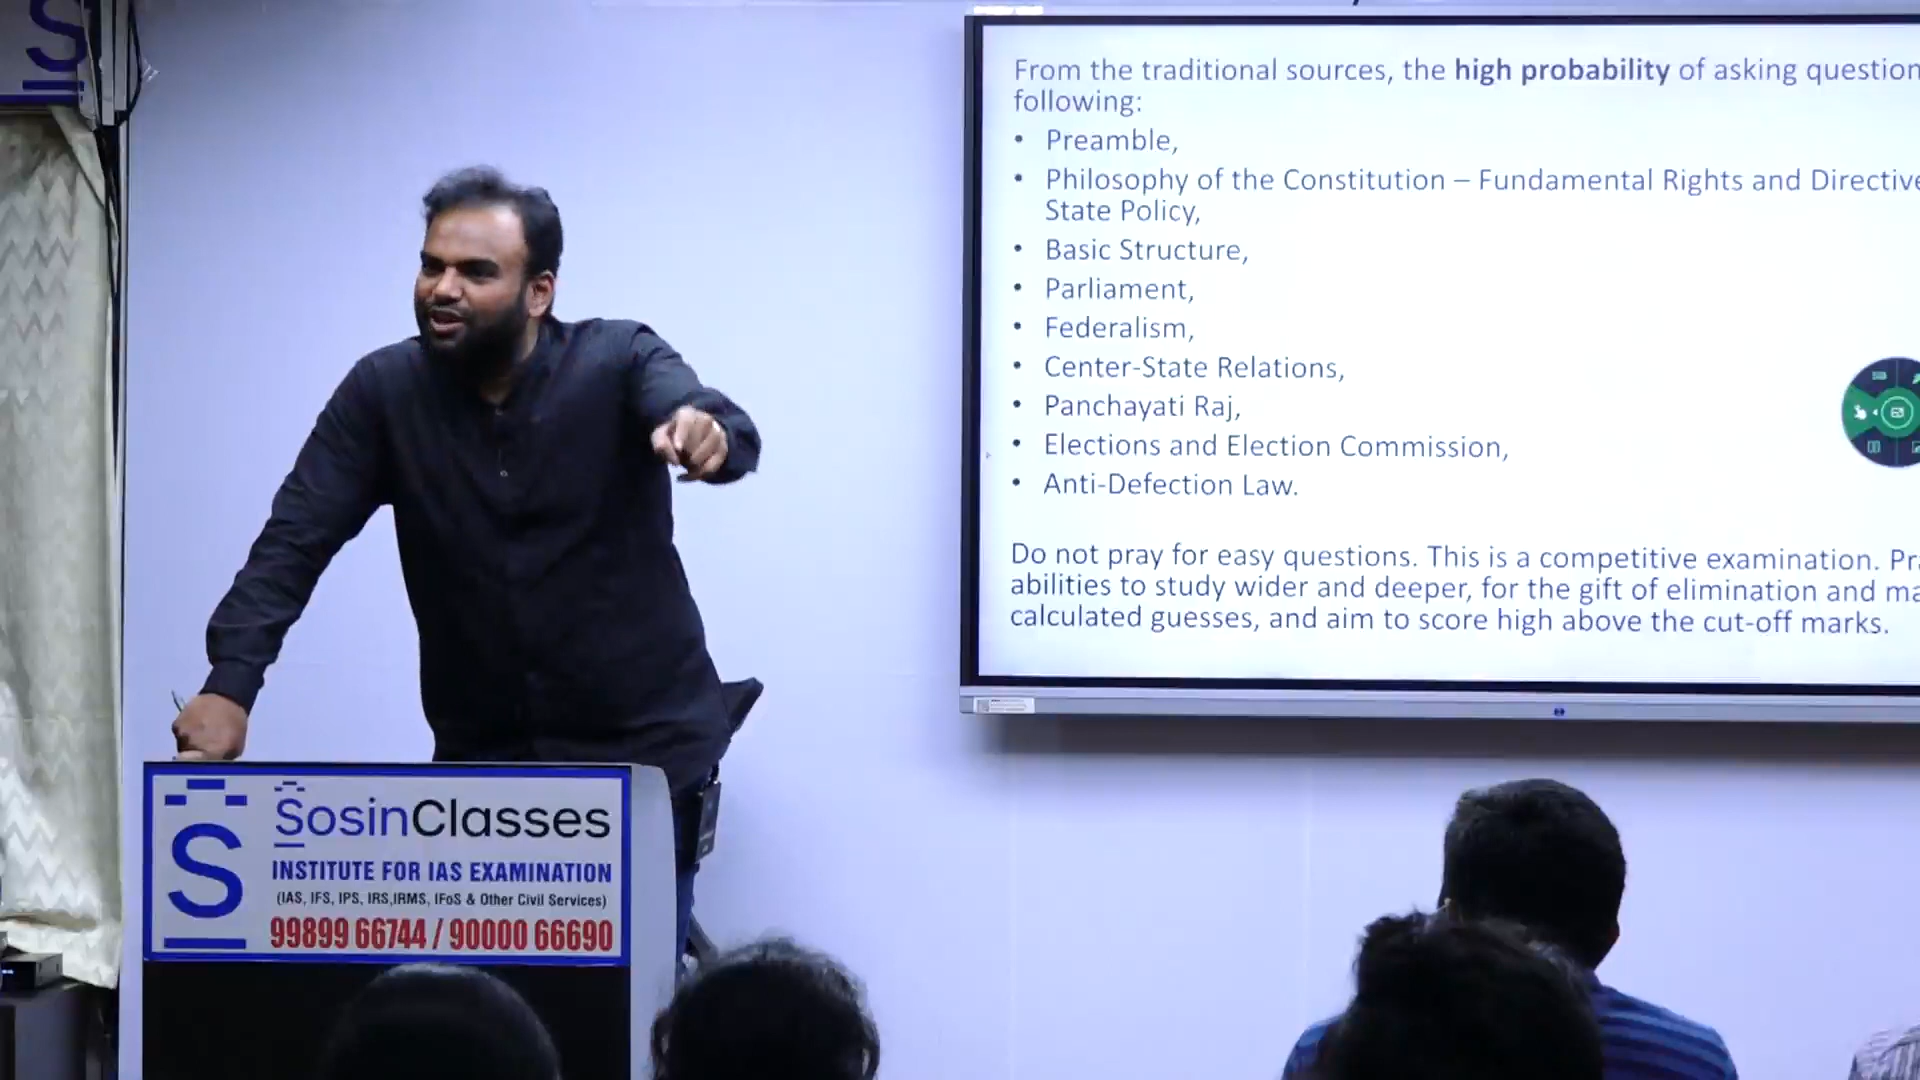 S
From the traditional sources, the high probability of asking question
following:
• Preamble,
• Philosophy of the Constitution – Fundamental Rights and Directive
State Policy,
• Basic Structure,
• Parliament,
• Federalism,
• Center-State Relations,
• Panchayati Raj,
• Elections and Election Commission,
• Anti-Defection Law.
Do not pray for easy questions. This is a competitive examination. Pr
abilities to study wider and deeper, for the gift of elimination and ma
calculated guesses, and aim to score high above the cut-off marks.
S
SosinClasses
INSTITUTE FOR IAS EXAMINATION
(IAS, IFS, IPS, IRS,IRMS, IFoS & Other Civil Services)
99899 66744 / 90000 66690